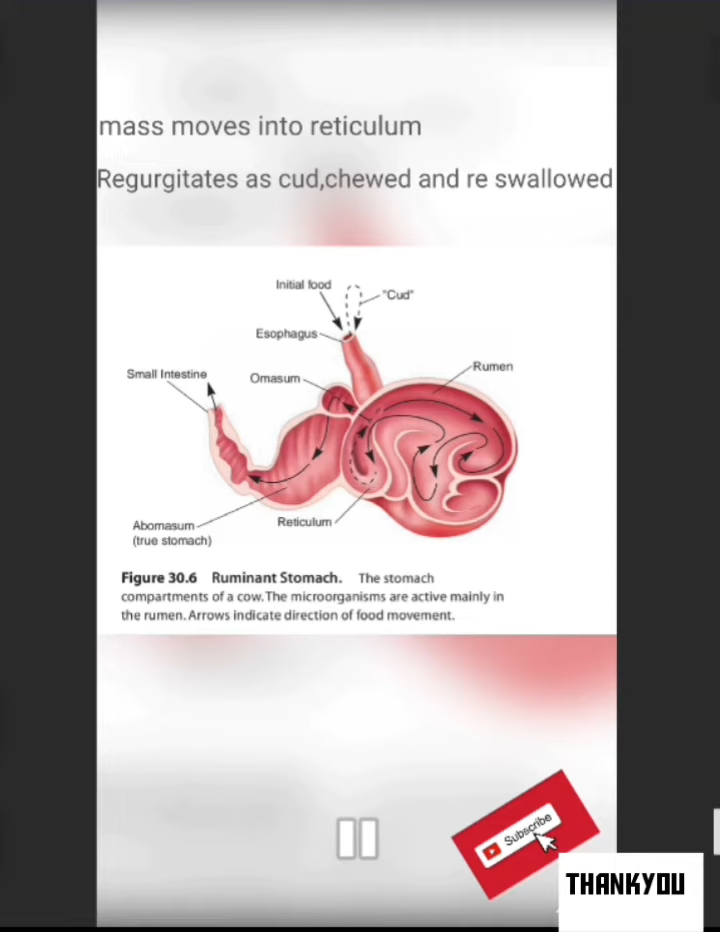 mass moves into reticulum
Regurgitates as cud,chewed and re swallowed
Initial food
"Cud"
Esophagus
Rumen
Small Intestine
Omasum
Abomasum
(true stomach)
Reticulum
Figure 30.6 Ruminant Stomach. The stomach
compartments of a cow. The microorganisms are active mainly in
the rumen. Arrows indicate direction of food movement.
Subscribe
THANKYOU